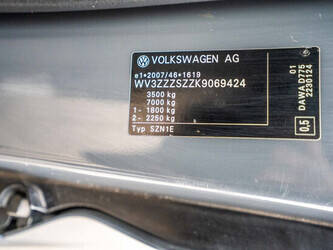 VOLKSWAGEN AG
e1*2007/46*1619
WV3ZZZSZZK9069424
3500 kg
7000 kg
1- 1800 kg
2- 2250 kg
Typ SZN1E
0,5
DAWA.D775
01
2230124